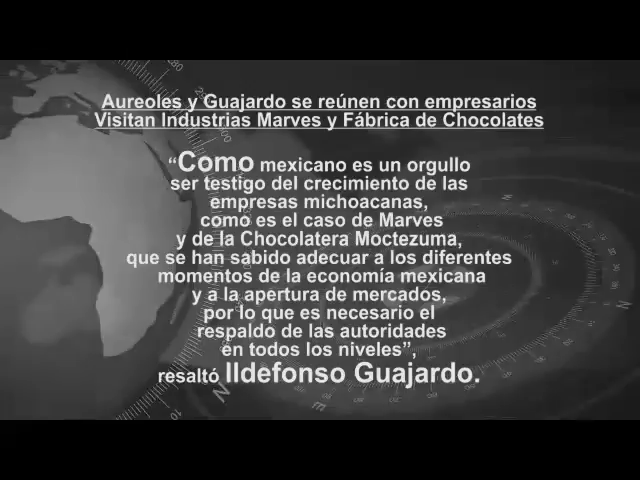 Aureoles y Guajardo se reúnen con empresarios
Visitan Industrias Marves y Fábrica de Chocolates
“Como mexicano es un orgullo
ser testigo del crecimiento de las
empresas michoacanas,
como es el caso de Marves
y de la Chocolatera Moctezuma,
que se han sabido adecuar a los diferentes
momentos de la economía mexicana
y a la apertura de mercados,
por lo que es necesario el
respaldo de las autoridades
en todos los niveles”,
resaltó Ildefonso Guajardo.